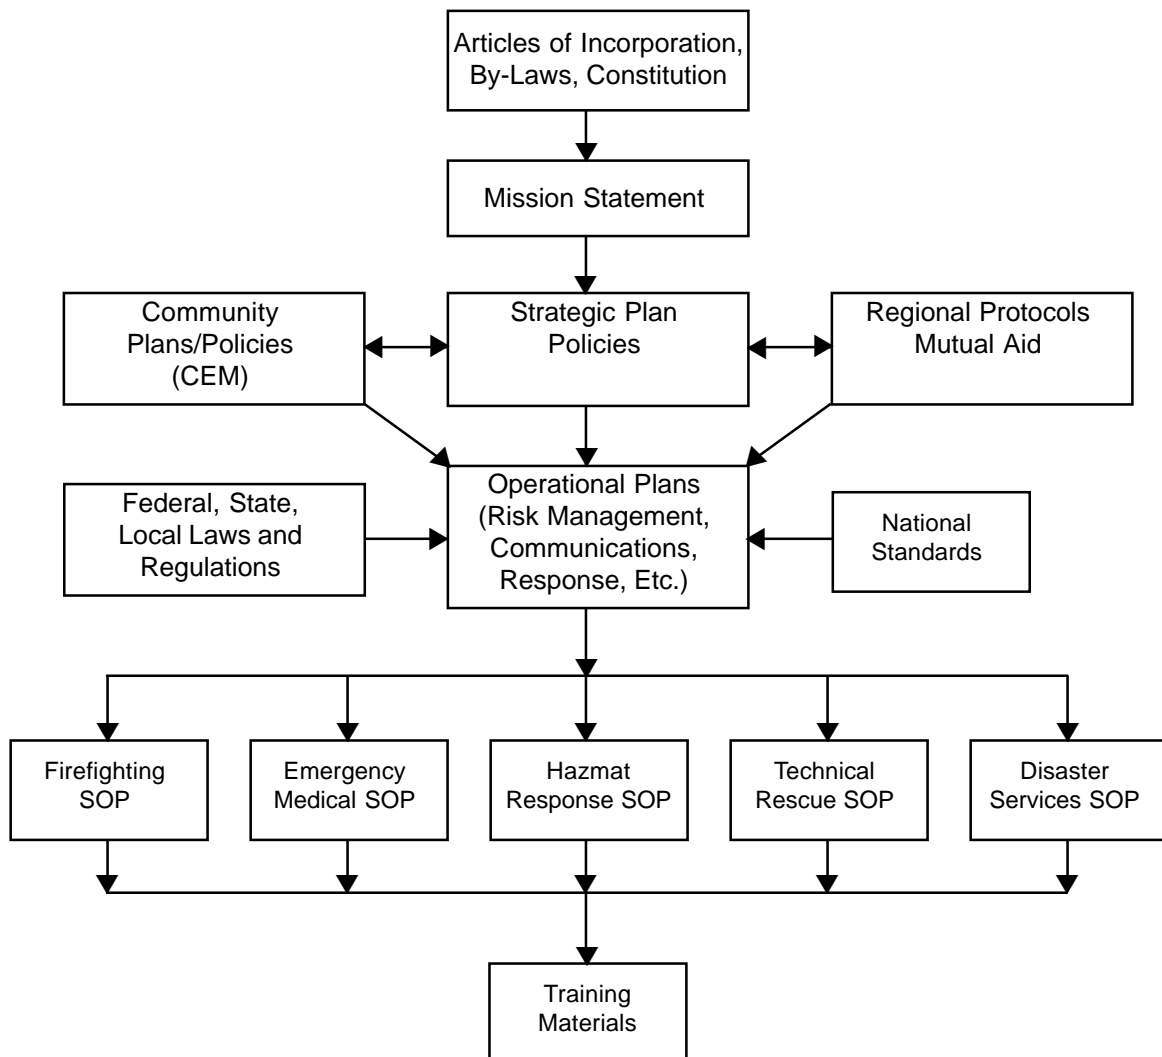 Articles of Incorporation,
By-Laws, Constitution
Mission Statement
Community
Plans/Policies
(CEM)
Strategic Plan
Policies
Regional Protocols
Mutual Aid
Federal, State,
Local Laws and
Regulations
Operational Plans
(Risk Management,
Communications,
Response, Etc.)
National
Standards
Firefighting
SOP
Emergency
Medical SOP
Hazmat
Response SOP
Technical
Rescue SOP
Disaster
Services SOP
Training
Materials